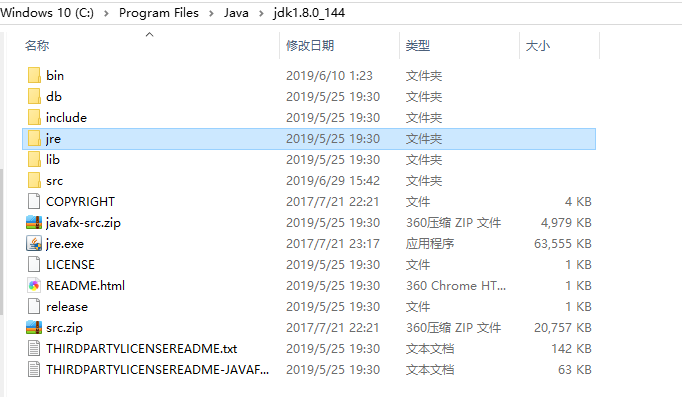 Windows 10 (C:) › Program Files › Java › jdk1.8.0_144
名称 修改日期 类型 大小
bin 2019/6/10 1:23 文件夹
db 2019/5/25 19:30 文件夹
include 2019/5/25 19:30 文件夹
jre 2019/5/25 19:30 文件夹
lib 2019/5/25 19:30 文件夹
src 2019/6/29 15:42 文件夹
COPYRIGHT 2017/7/21 22:21 文件 4 KB
javafx-src.zip 2019/5/25 19:30 360压缩 ZIP 文件 4,979 KB
jre.exe 2017/7/21 23:17 应用程序 63,555 KB
LICENSE 2019/5/25 19:30 文件 1 KB
README.html 2019/5/25 19:30 360 Chrome HT... 1 KB
release 2019/5/25 19:30 文件 1 KB
src.zip 2017/7/21 22:21 360压缩 ZIP 文件 20,757 KB
THIRDPARTYLICENSEREADME.txt 2019/5/25 19:30 文本文档 142 KB
THIRDPARTYLICENSEREADME-JAVAF... 2019/5/25 19:30 文本文档 63 KB